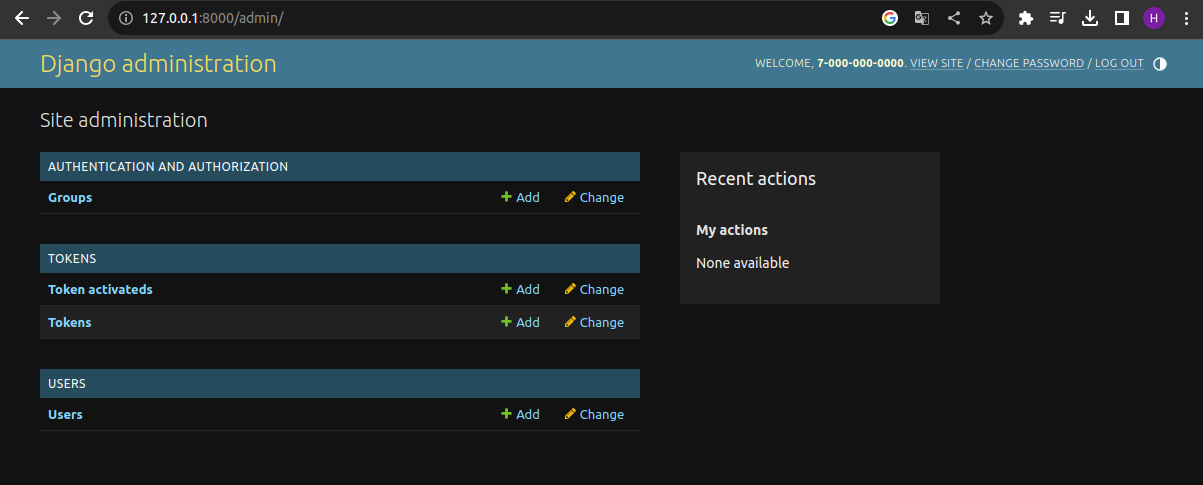 127.0.0.1:8000/admin/
H
Django administration
WELCOME, 7-000-000-0000. VIEW SITE / CHANGE PASSWORD / LOG OUT
Site administration
AUTHENTICATION AND AUTHORIZATION
Groups Add Change
TOKENS
Token activateds Add Change
Tokens Add Change
USERS
Users Add Change
Recent actions
My actions
None available